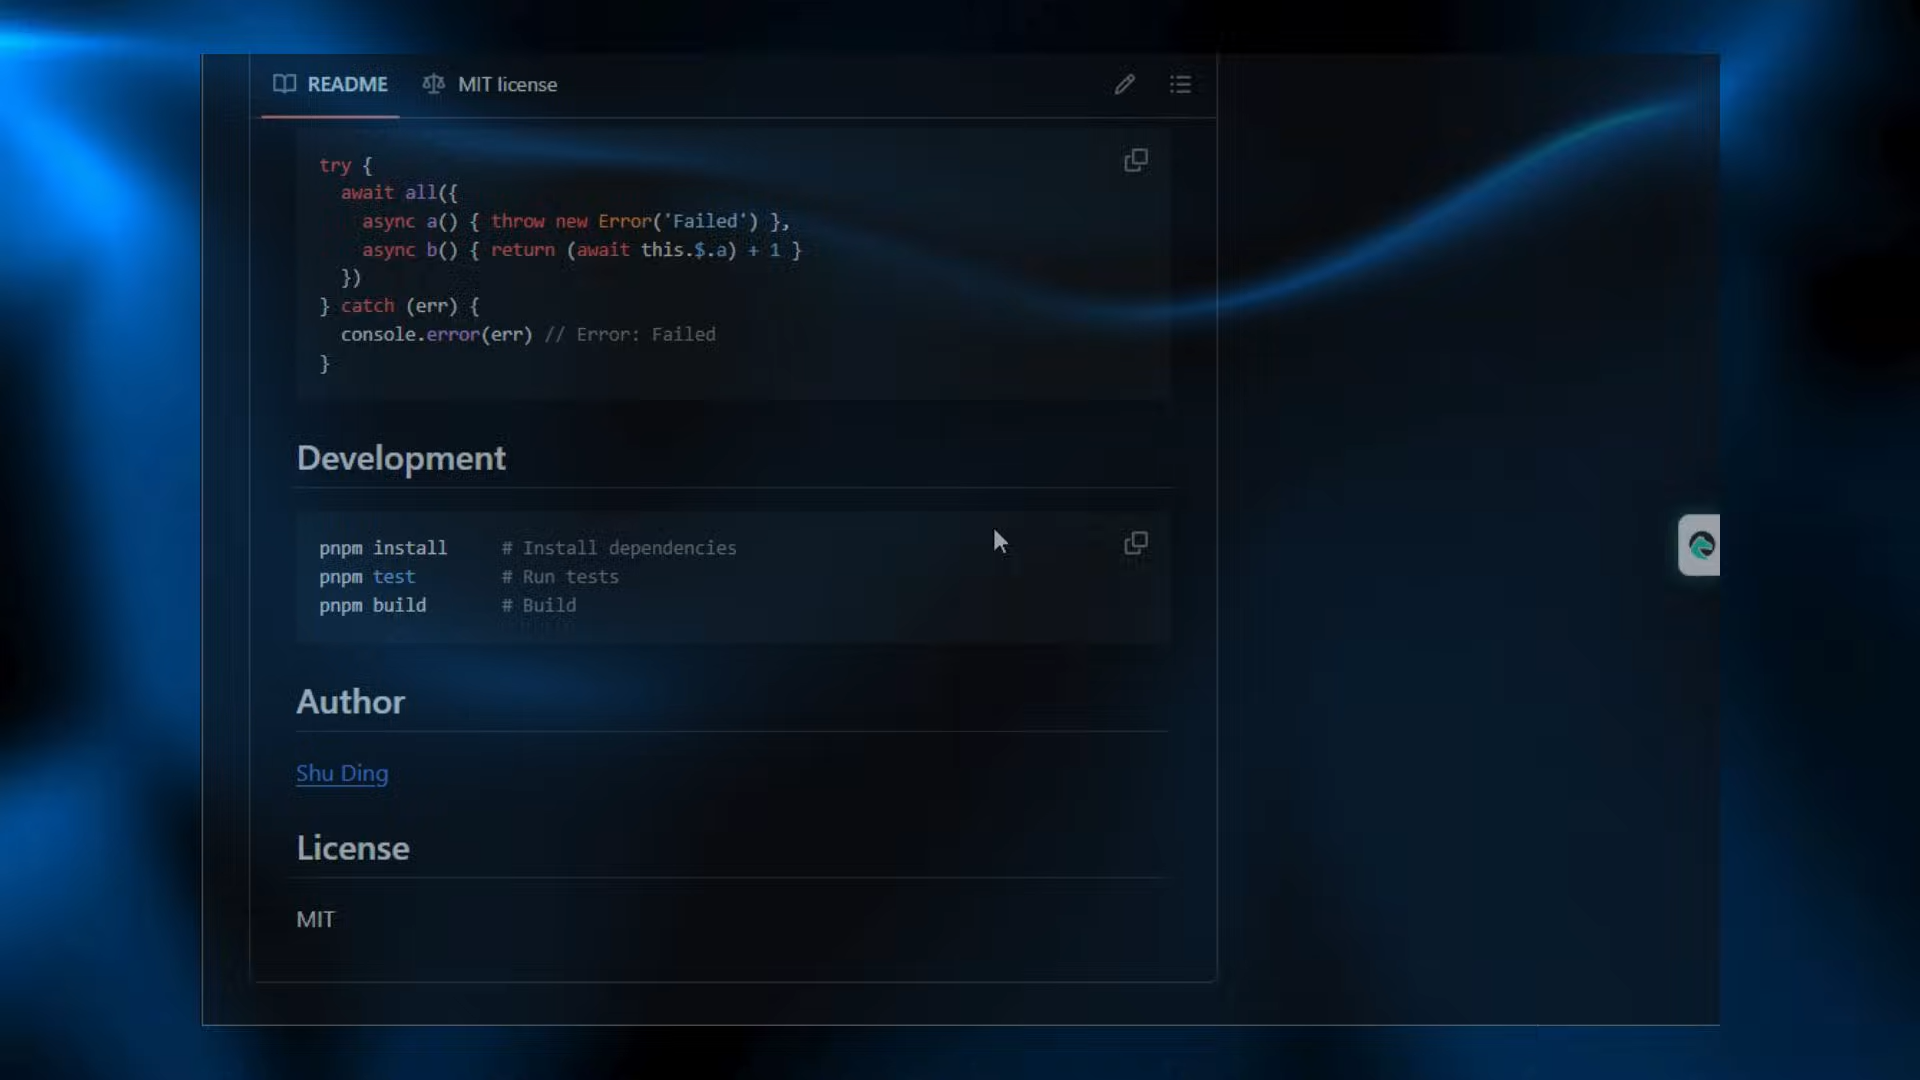 README MIT license
try {
  await all({
    async a() { throw new Error('Failed') },
    async b() { return (await this.$.a) + 1 }
  })
} catch (err) {
  console.error(err) // Error: Failed
}
Development
pnpm install # Install dependencies
pnpm test # Run tests
pnpm build # Build
Author
Shu Ding
License
MIT